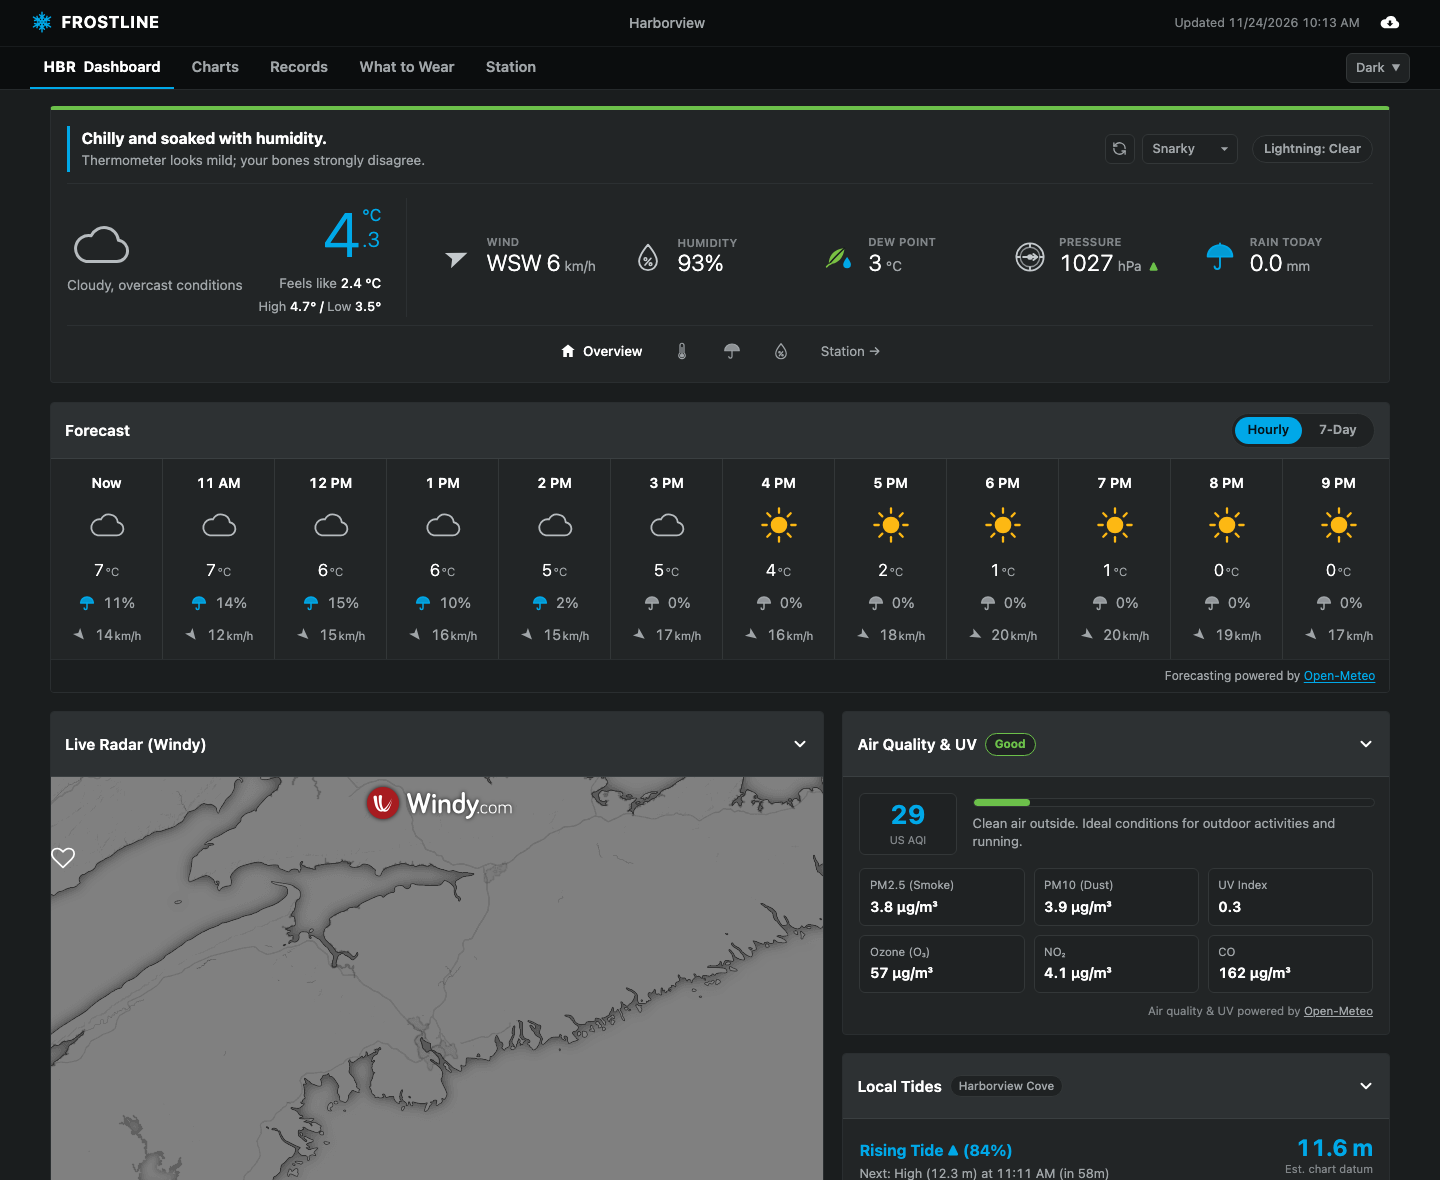 FROSTLINE
Harborview
Updated 11/24/2026 10:13 AM
HBR Dashboard Charts Records What to Wear Station
Dark ▼
Chilly and soaked with humidity.
Thermometer looks mild; your bones strongly disagree.
Snarky
Lightning: Clear
4.3 °C
Cloudy, overcast conditions
Feels like 2.4 °C
High 4.7° / Low 3.5°
WIND
WSW 6 km/h
HUMIDITY
93%
DEW POINT
3 °C
PRESSURE
1027 hPa ▲
RAIN TODAY
0.0 mm
Overview
Station →
Forecast
Hourly 7-Day
Now 11 AM 12 PM 1 PM 2 PM 3 PM 4 PM 5 PM 6 PM 7 PM 8 PM 9 PM
7 °C 7 °C 6 °C 6 °C 5 °C 5 °C 4 °C 2 °C 1 °C 1 °C 0 °C 0 °C
11% 14% 15% 10% 2% 0% 0% 0% 0% 0% 0% 0%
14 km/h 12 km/h 15 km/h 16 km/h 15 km/h 17 km/h 16 km/h 18 km/h 20 km/h 20 km/h 19 km/h 17 km/h
Forecasting powered by Open-Meteo
Live Radar (Windy)
Windy.com
Air Quality & UV Good
29
US AQI
Clean air outside. Ideal conditions for outdoor activities and
running.
PM2.5 (Smoke)
3.8 µg/m³
PM10 (Dust)
3.9 µg/m³
UV Index
0.3
Ozone (O₃)
57 µg/m³
NO₂
4.1 µg/m³
CO
162 µg/m³
Air quality & UV powered by Open-Meteo
Local Tides Harborview Cove
Rising Tide ▲ (84%)
11.6 m
Next: High (12.3 m) at 11:11 AM (in 58m)
Est. chart datum